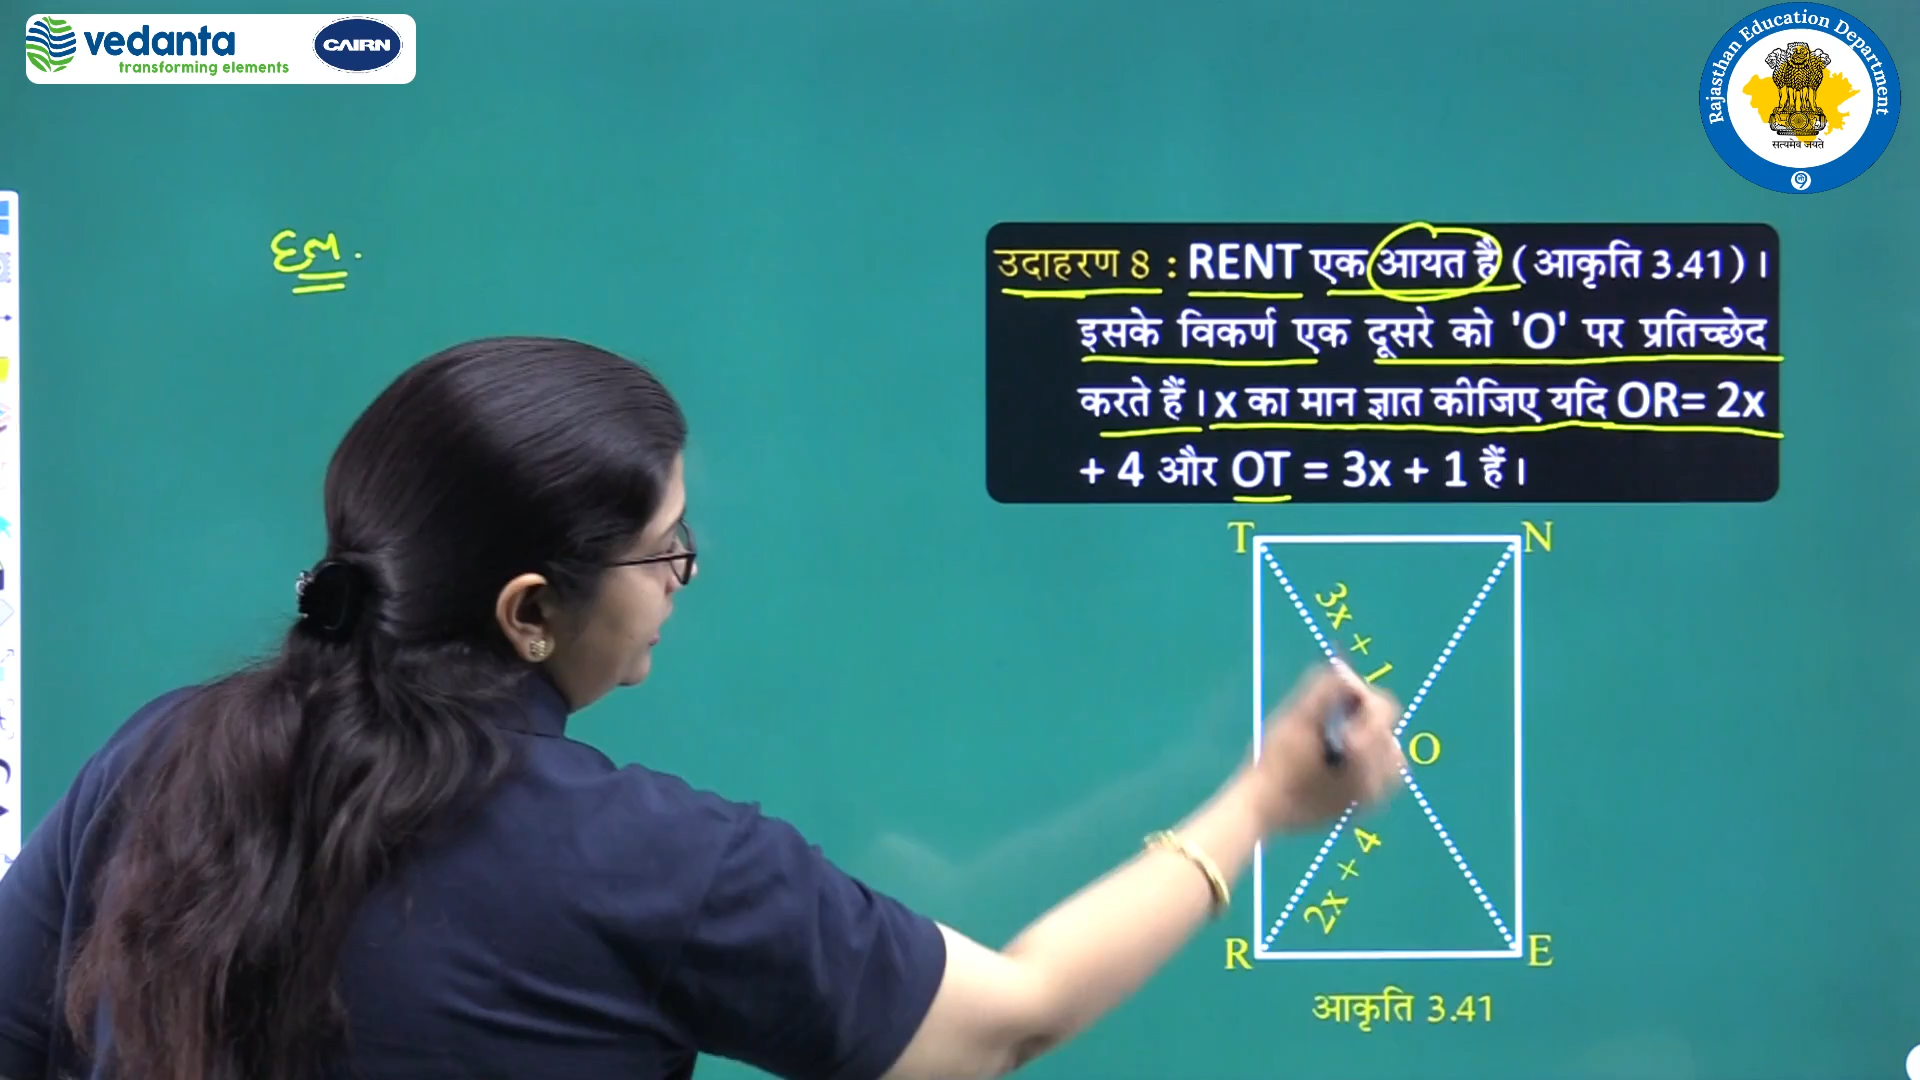 vedanta
transforming elements
CAIRN
Rajasthan Education Department
सत्यमेव जयते
हल.
उदाहरण 8 : RENT एक आयत है (आकृति 3.41)।
इसके विकर्ण एक दूसरे को 'O' पर प्रतिच्छेद
करते हैं। x का मान ज्ञात कीजिए यदि OR= 2x
+ 4 और OT = 3x + 1 हैं।
T N
3x + 1
O
2x + 4
R E
आकृति 3.41